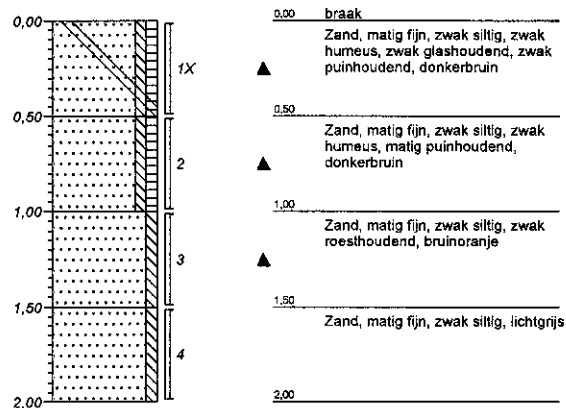 0,00
0,50
1,00
1,50
2,00
1X
2
3
4
0,00 braak
Zand, matig fijn, zwak siltig, zwak
humeus, zwak glashoudend, zwak
puinhoudend, donkerbruin
0,50
Zand, matig fijn, zwak siltig, zwak
humeus, matig puinhoudend,
donkerbruin
1,00
Zand, matig fijn, zwak siltig, zwak
roesthoudend, bruinoranje
1,50
Zand, matig fijn, zwak siltig, lichtgrijs
2,00